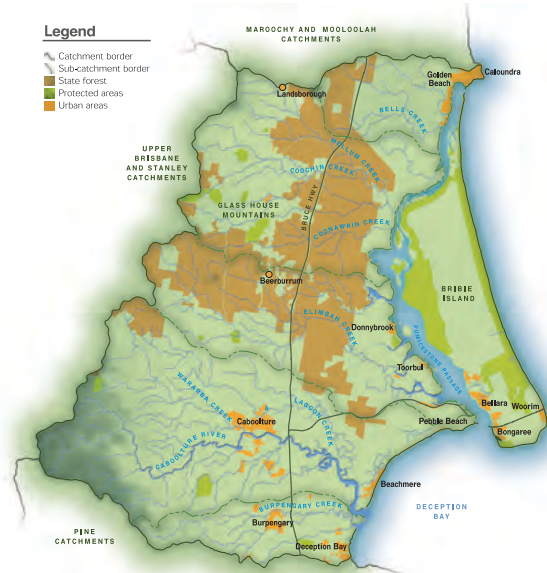 Legend
Catchment border
Sub-catchment border
State forest
Protected areas
Urban areas
MAROOCHY AND MOOLOOLAH
CATCHMENTS
Golden
Beach
Caloundra
Landsborough
BELLS CREEK
MELLUM CREEK
COOCHIN CREEK
UPPER
BRISBANE
AND STANLEY
CATCHMENTS
GLASS HOUSE
MOUNTAINS
BRUCE HWY
COONAWRIN CREEK
Beerburrum
BRIBIE
ISLAND
ELIMBAH CREEK
Donnybrook
PUMICESTONE PASSAGE
Toorbul
WARARBA CREEK
LAGOON CREEK
Bellara
Woorim
Caboolture
Pebble Beach
Bongaree
CABOOLTURE RIVER
Beachmere
BURPENGARY CREEK
DECEPTION
BAY
Burpengary
PINE
CATCHMENTS
Deception Bay